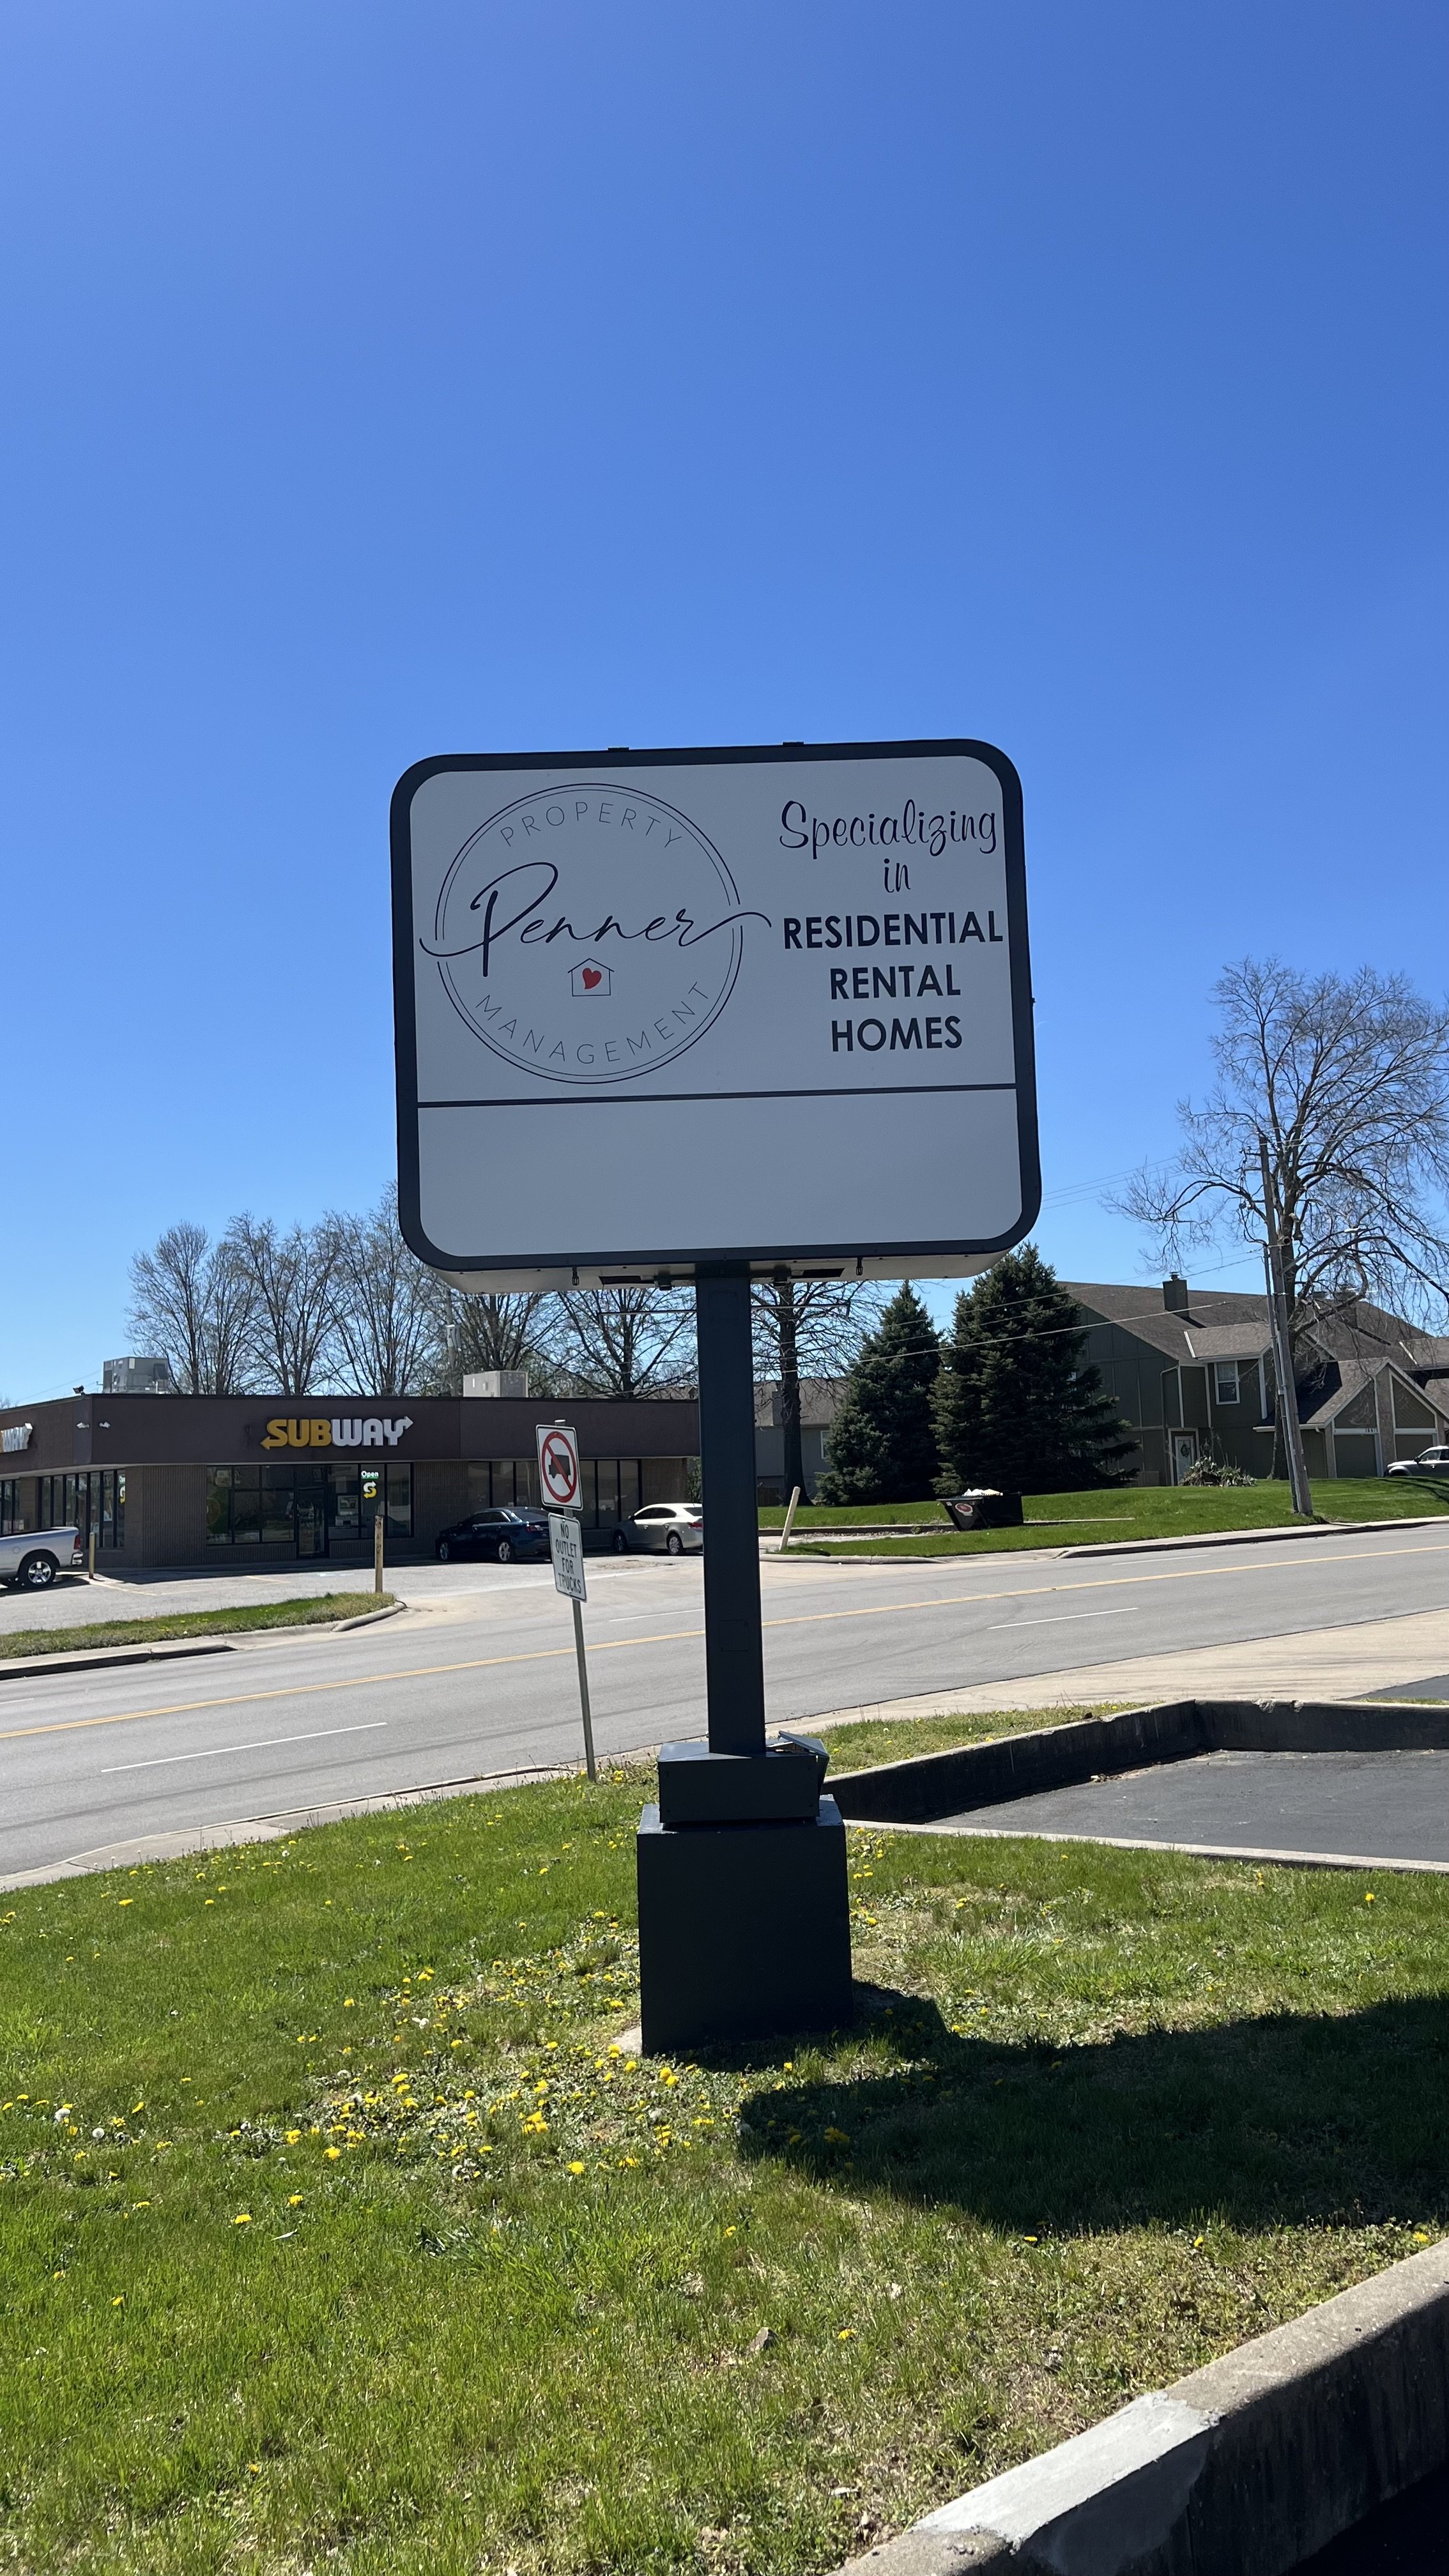 PROPERTY
Penner
MANAGEMENT
Specializing
in
RESIDENTIAL
RENTAL
HOMES
SUBWAY
Open
NO
OUTLET
FOR
TRUCKS